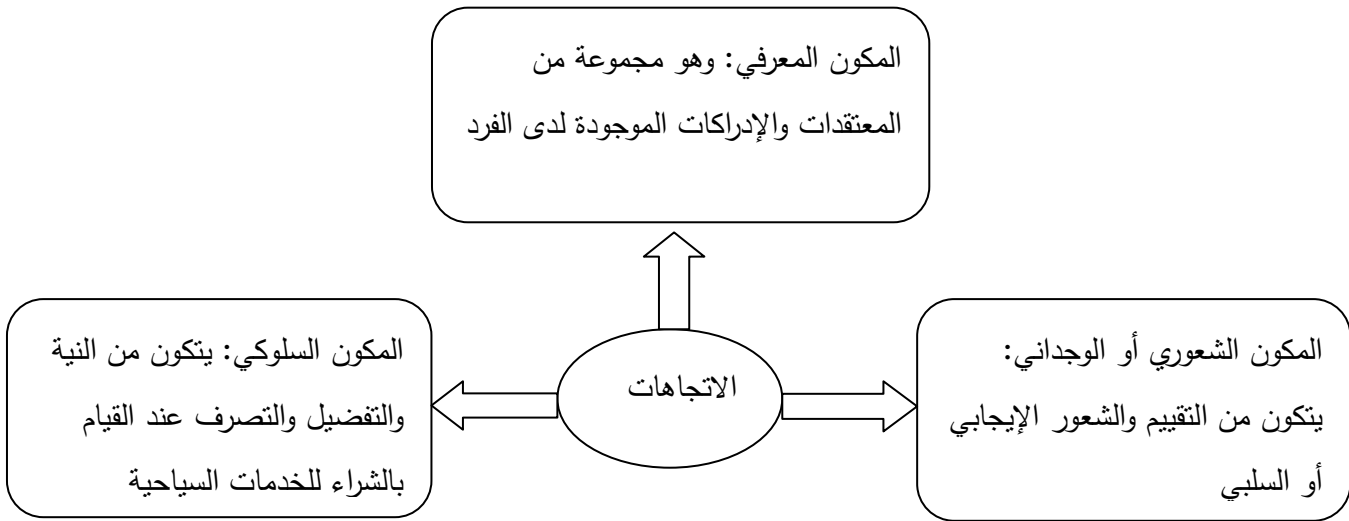 المكون المعرفي: وهو مجموعة من
المعتقدات والإدراكات الموجودة لدى الفرد
المكون الشعوري أو الوجداني:
يتكون من التقييم والشعور الإيجابي
أو السلبي
الاتجاهات
المكون السلوكي: يتكون من النية
والتفضيل والتصرف عند القيام
بالشراء للخدمات السياحية